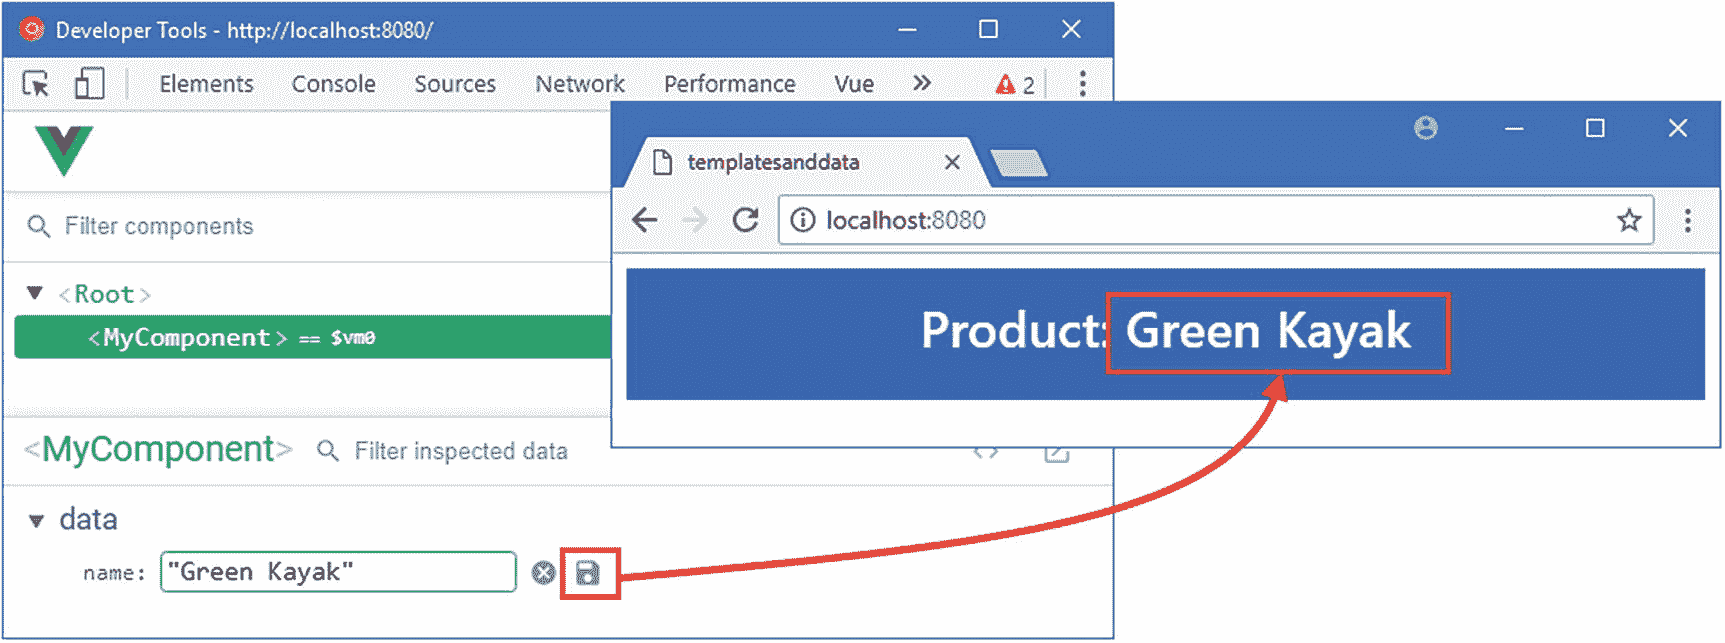 Developer Tools - http://localhost:8080/
Elements Console Sources Network Performance Vue » 2
Filter components
<Root>
<MyComponent> == $vm0
<MyComponent> Filter inspected data
data
name: "Green Kayak"
templatesanddata
localhost:8080
Product: Green Kayak